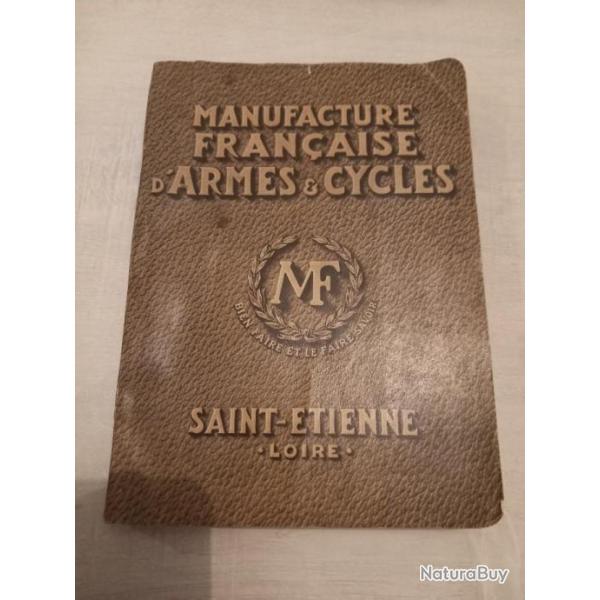 MANUFACTURE
FRANÇAISE
D'ARMES & CYCLES
MF
BIEN FAIRE ET LE FAIRE SAVOIR
SAINT-ETIENNE
·LOIRE·
NaturaBuy